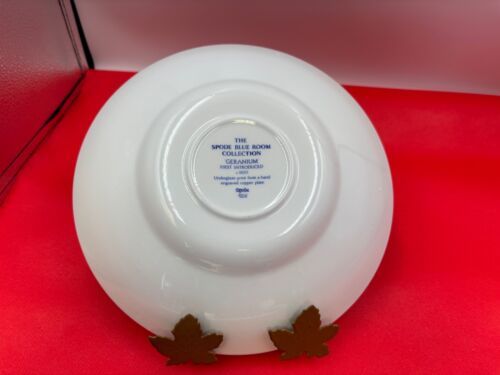 THE
SPODE BLUE ROOM
COLLECTION
'GERANIUM'
FIRST INTRODUCED
Underglaze print from a hand
engraved copper plate
Spode